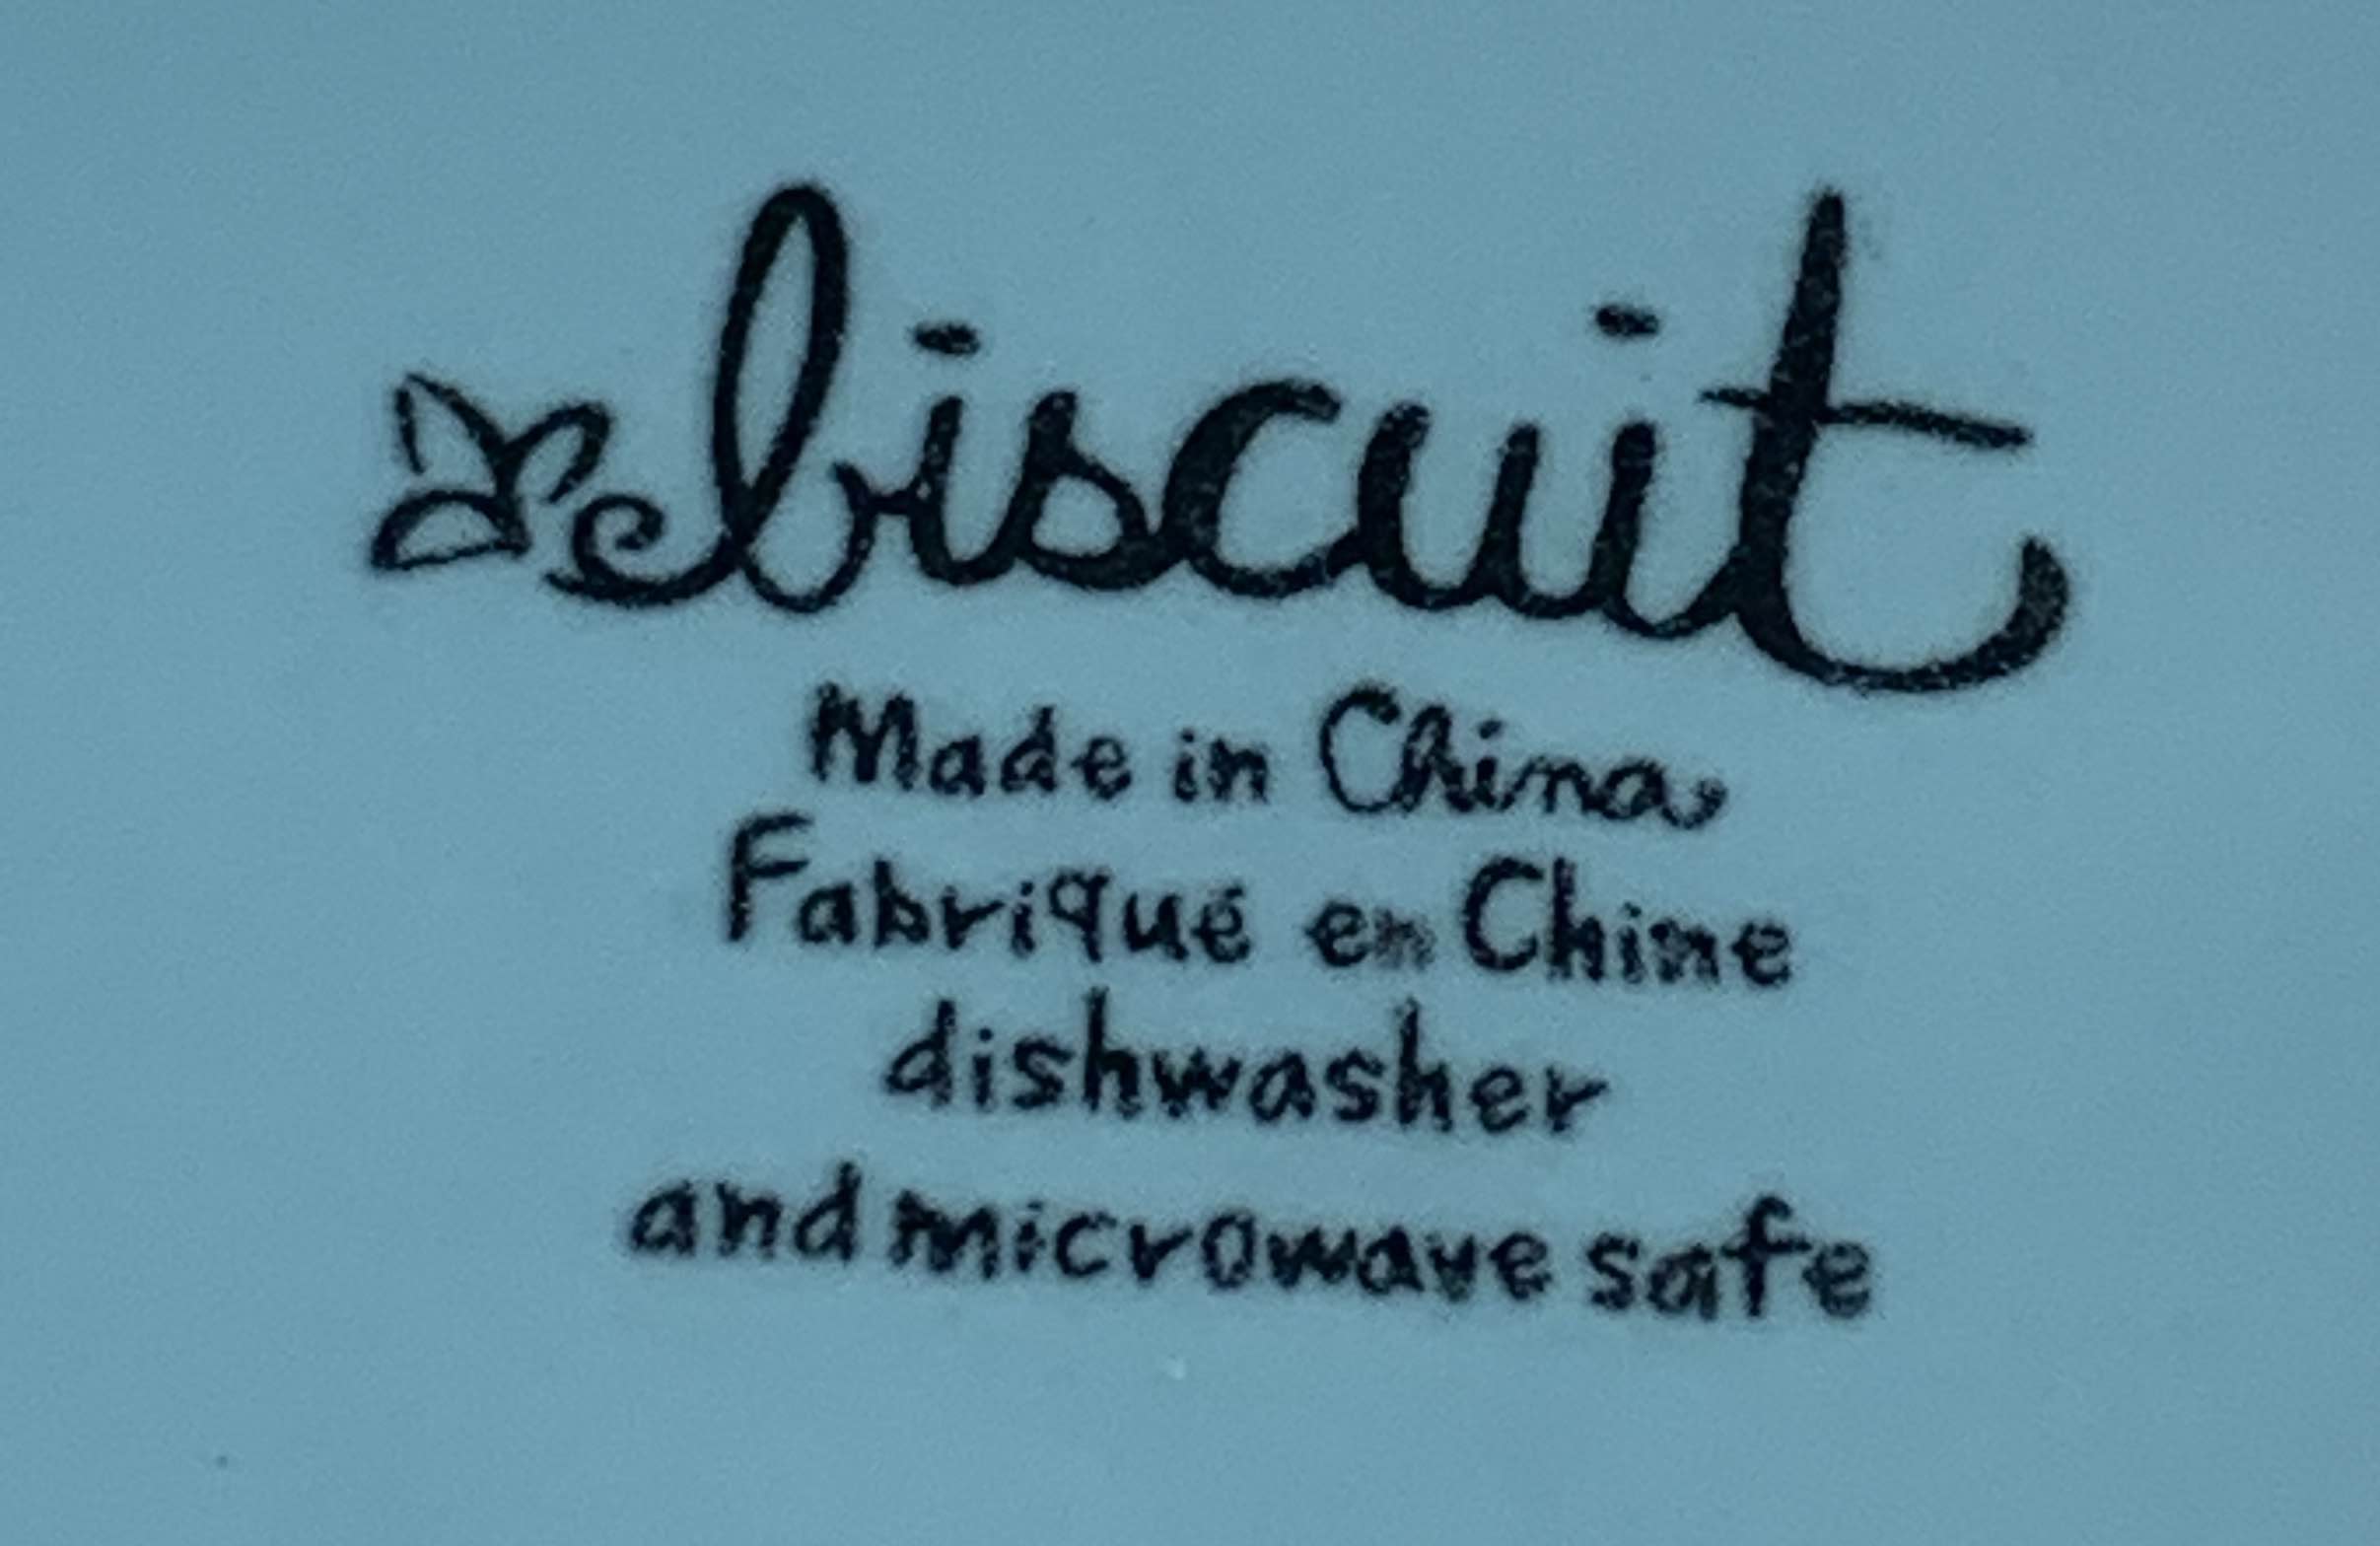 biscuit
Made in China
Fabriqué en Chine
dishwasher
and microwave safe